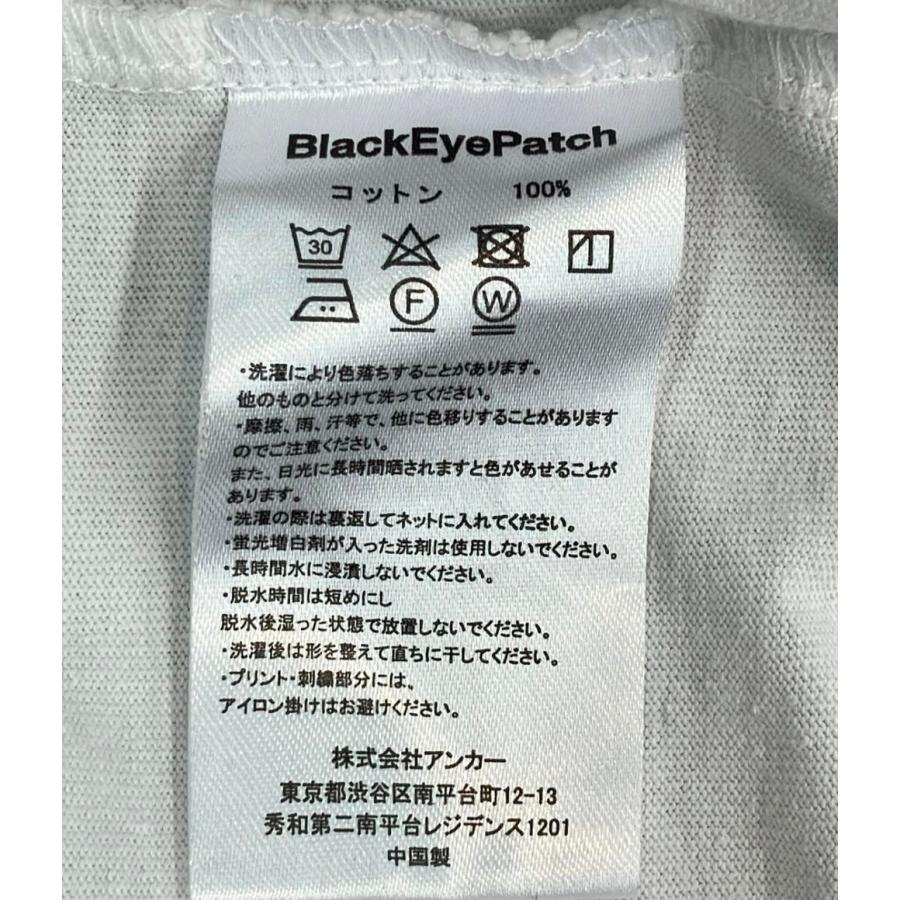 BlackEyePatch
コットン 100%
30
F W
・洗濯により色落ちすることがあります。
他のものと分けて洗ってください。
・摩擦、雨、汗等で、他に色移りすることがあります
のでご注意ください。
また、日光に長時間晒されますと色があせることが
あります。
・洗濯の際は裏返してネットに入れてください。
・蛍光増白剤が入った洗剤は使用しないでください。
・長時間水に浸漬しないでください。
・脱水時間は短めにし
脱水後湿った状態で放置しないでください。
・洗濯後は形を整えて直ちに干してください。
・プリント・刺繍部分には、
アイロン掛けはお避けください。
株式会社アンカー
東京都渋谷区南平台町12-13
秀和第二南平台レジデンス1201
中国製